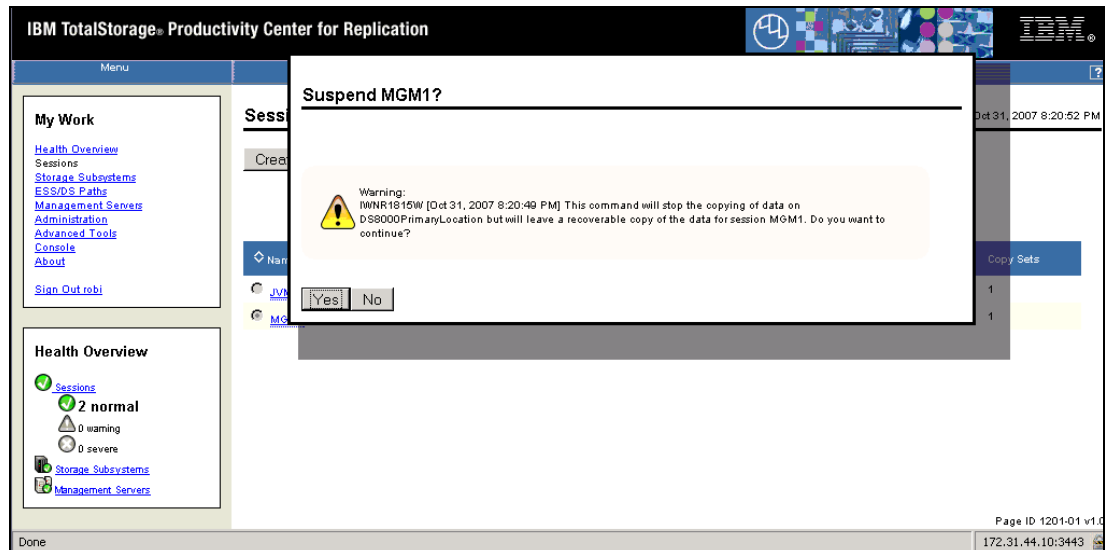 IBM TotalStorage® Productivity Center for Replication
IBM®
Menu
?
My Work
Health Overview
Sessions
Storage Subsystems
ESS/DS Paths
Management Servers
Administration
Advanced Tools
Console
About
Sign Out robi
Health Overview
Sessions
2 normal
0 warning
0 severe
Storage Subsystems
Management Servers
Sessi
Oct 31, 2007 8:20:52 PM
Crea
Nam
Copy Sets
JVM
1
MG
1
Suspend MGM1?
Warning:
IWNR1815W [Oct 31, 2007 8:20:49 PM] This command will stop the copying of data on
DS8000PrimaryLocation but will leave a recoverable copy of the data for session MGM1. Do you want to
continue?
Yes No
Page ID 1201-01 v1.0
Done
172.31.44.10:3443